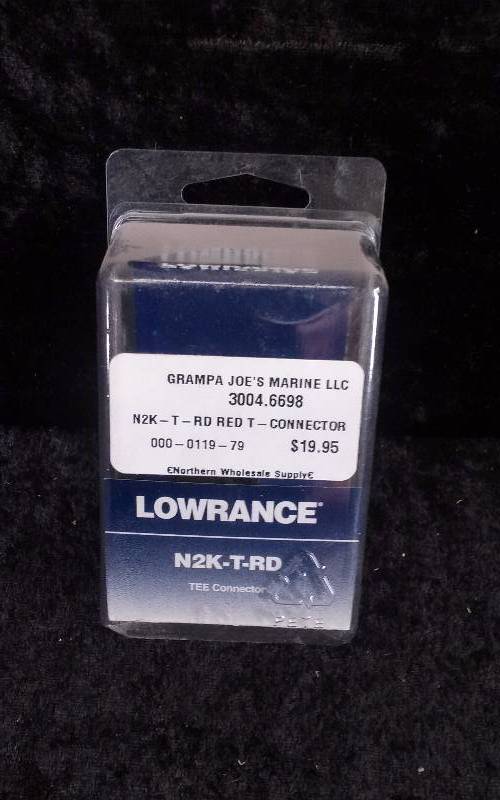 GRAMPA JOE'S MARINE LLC
3004.6698
N2K-T-RD RED T-CONNECTOR
000-0119-79 $19.95
£Northern Wholesale Supply£
LOWRANCE®
N2K-T-RD
TEE Connector
PETE